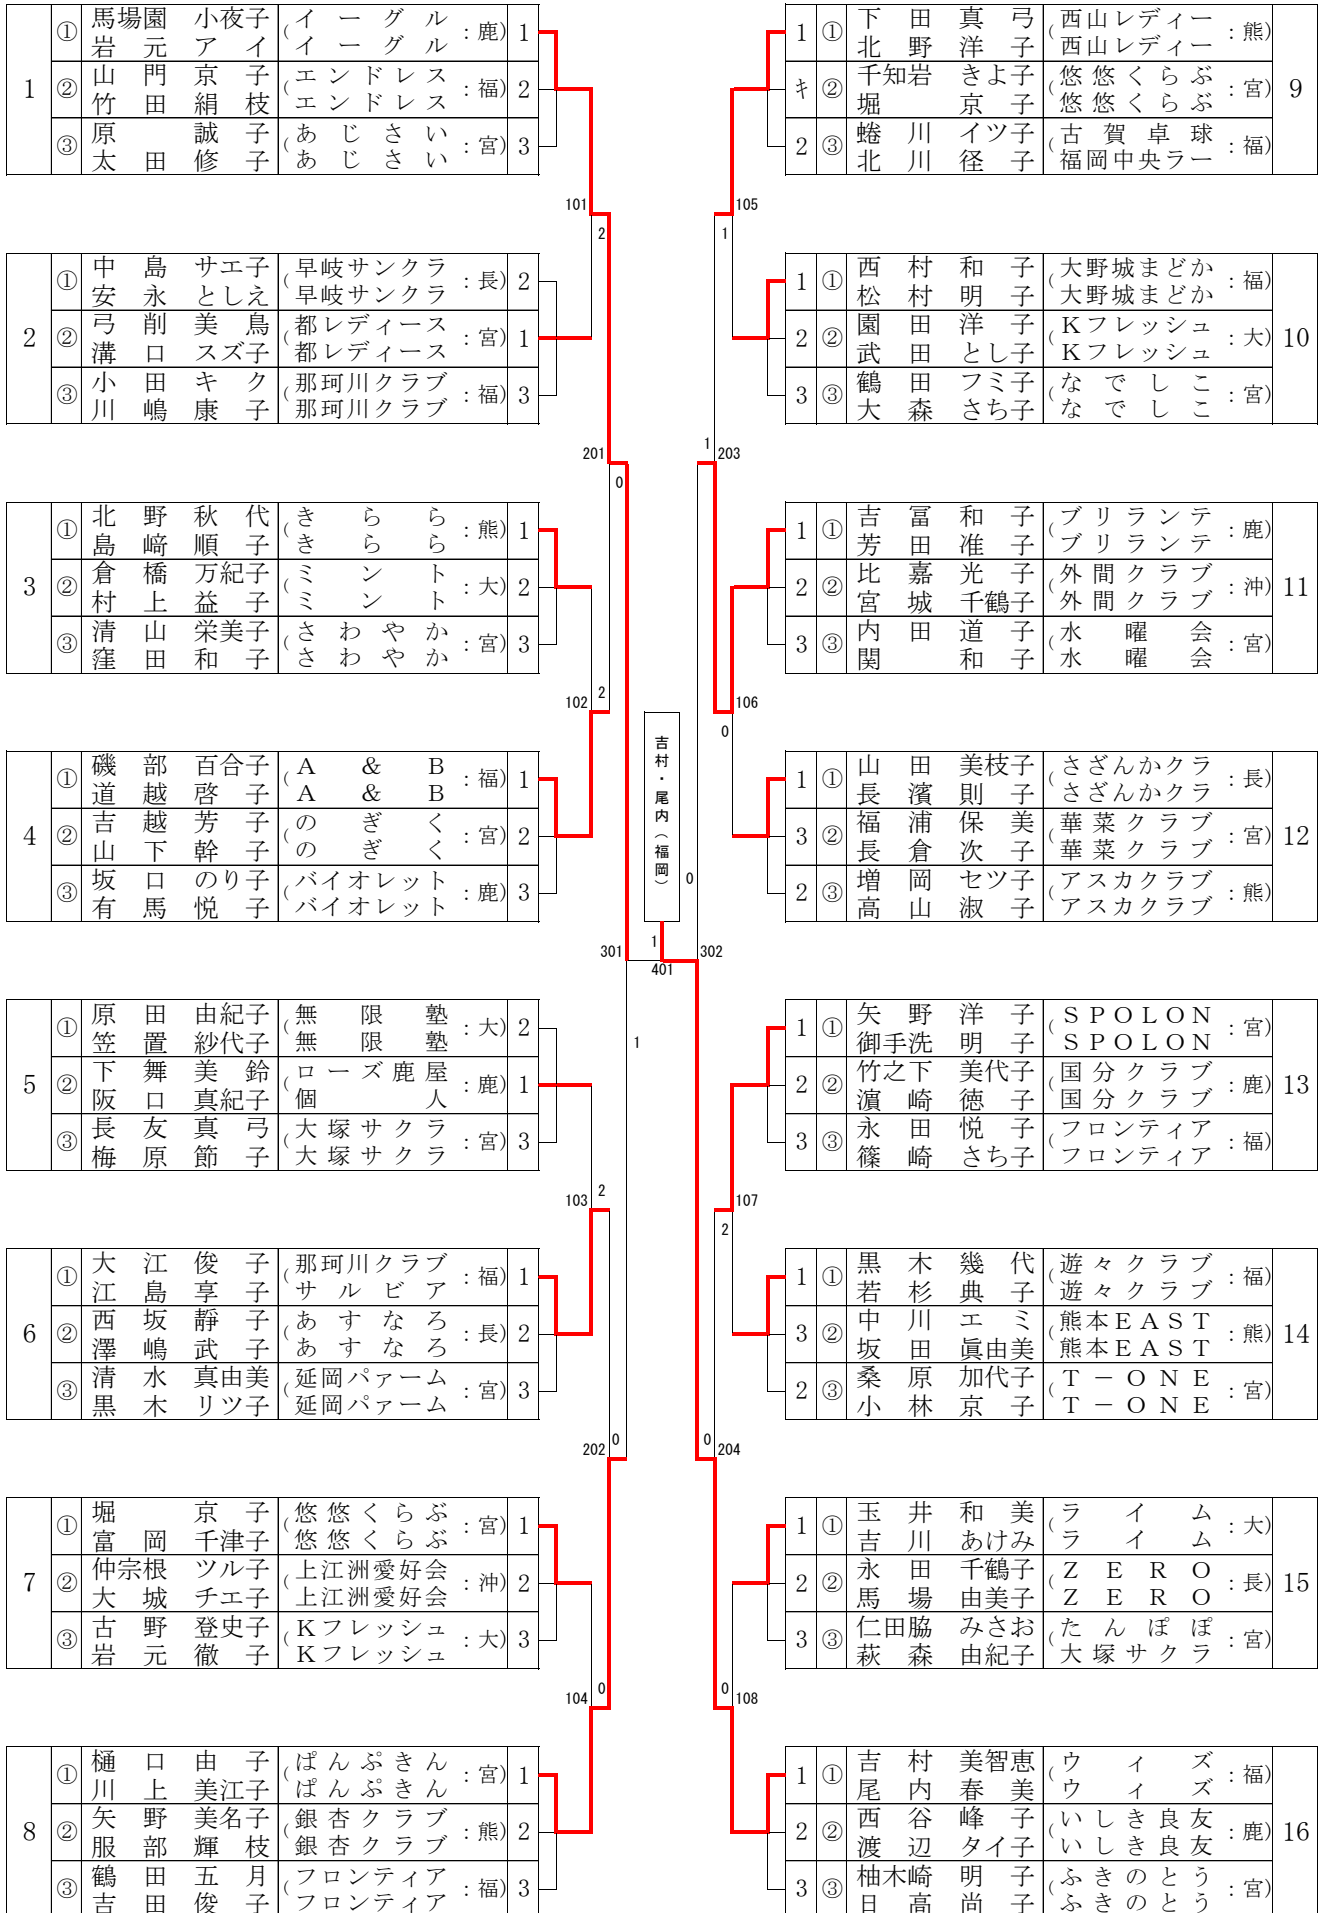 1
① 馬場園 小夜子 (イーグル :鹿) 1
岩元アイ イーグル
② 山門京子 (エンドレス :福) 2
竹田絹枝 エンドレス
③ 原誠子 (あじさい :宮) 3
太田修子 あじさい
101
2
2
① 中島サエ子 (早岐サンクラ :長) 2
安永としえ 早岐サンクラ
② 弓削美鳥 (都レディース :宮) 1
溝口スズ子 都レディース
③ 小田キク (那珂川クラブ :福) 3
川嶋康子 那珂川クラブ
201
0
3
① 北野秋代 (きらら :熊) 1
島﨑順子 きらら
② 倉橋万紀子 (ミント :大) 2
村上益子 ミント
③ 清山栄美子 (さわやか :宮) 3
窪田和子 さわやか
102
2
4
① 磯部百合子 (A&B :福) 1
道越啓子 A&B
② 吉越芳子 (のぎく :宮) 2
山下幹子 のぎく
③ 坂口のり子 (バイオレット :鹿) 3
有馬悦子 バイオレット
301
1
5
① 原田由紀子 (無限塾 :大) 2
笠置紗代子 無限塾
② 下舞美鈴 (ローズ鹿屋 :鹿) 1
阪口真紀子 個人
③ 長友真弓 (大塚サクラ :宮) 3
梅原節子 大塚サクラ
103
2
6
① 大江俊子 (那珂川クラブ :福) 1
江島享子 サルビア
② 西坂靜子 (あすなろ :長) 2
澤嶋武子 あすなろ
③ 清水真由美 (延岡パァーム :宮) 3
黒木リツ子 延岡パァーム
202
0
7
① 堀京子 (悠悠くらぶ :宮) 1
富岡千津子 悠悠くらぶ
② 仲宗根ツル子 (上江洲愛好会 :沖) 2
大城チエ子 上江洲愛好会
③ 古野登史子 (Kフレッシュ :大) 3
岩元徹子 Kフレッシュ
104
0
8
① 樋口由子 (ぱんぷきん :宮) 1
川上美江子 ぱんぷきん
② 矢野美名子 (銀杏クラブ :熊) 2
服部輝枝 銀杏クラブ
③ 鶴田五月 (フロンティア :福) 3
吉田俊子 フロンティア
吉村・尾内(福岡)
1
401
9
1 ① 下田真弓 (西山レディー :熊)
北野洋子 西山レディー
キ ② 千知岩きよ子 (悠悠くらぶ :宮)
堀京子 悠悠くらぶ
2 ③ 蜷川イツ子 (古賀卓球 :福)
北川径子 福岡中央ラー
105
1
10
1 ① 西村和子 (大野城まどか :福)
松村明子 大野城まどか
2 ② 園田洋子 (Kフレッシュ :大)
武田とし子 Kフレッシュ
3 ③ 鶴田フミ子 (なでしこ :宮)
大森さち子 なでしこ
1
203
11
1 ① 吉冨和子 (ブリランテ :鹿)
芳田准子 ブリランテ
2 ② 比嘉光子 (外間クラブ :沖)
宮城千鶴子 外間クラブ
3 ③ 内田道子 (水曜会 :宮)
関和子 水曜会
106
0
12
1 ① 山田美枝子 (さざんかクラ :長)
長濱則子 さざんかクラ
3 ② 福浦保美 (華菜クラブ :宮)
長倉次子 華菜クラブ
2 ③ 増岡セツ子 (アスカクラブ :熊)
高山淑子 アスカクラブ
0
302
13
1 ① 矢野洋子 (SPOLON :宮)
御手洗明子 SPOLON
2 ② 竹之下美代子 (国分クラブ :鹿)
濵崎徳子 国分クラブ
3 ③ 永田悦子 (フロンティア :福)
篠崎さち子 フロンティア
107
2
14
1 ① 黒木幾代 (遊々クラブ :福)
若杉典子 遊々クラブ
3 ② 中川エミ (熊本EAST :熊)
坂田眞由美 熊本EAST
2 ③ 桑原加代子 (T-ONE :宮)
小林京子 T-ONE
0
204
15
1 ① 玉井和美 (ライム :大)
吉川あけみ ライム
2 ② 永田千鶴子 (ZERO :長)
馬場由美子 ZERO
3 ③ 仁田脇みさお (たんぽぽ :宮)
萩森由紀子 大塚サクラ
0
108
16
1 ① 吉村美智恵 (ウィズ :福)
尾内春美 ウィズ
2 ② 西谷峰子 (いしき良友 :鹿)
渡辺タイ子 いしき良友
3 ③ 柚木崎明子 (ふきのとう :宮)
日高尚子 ふきのとう